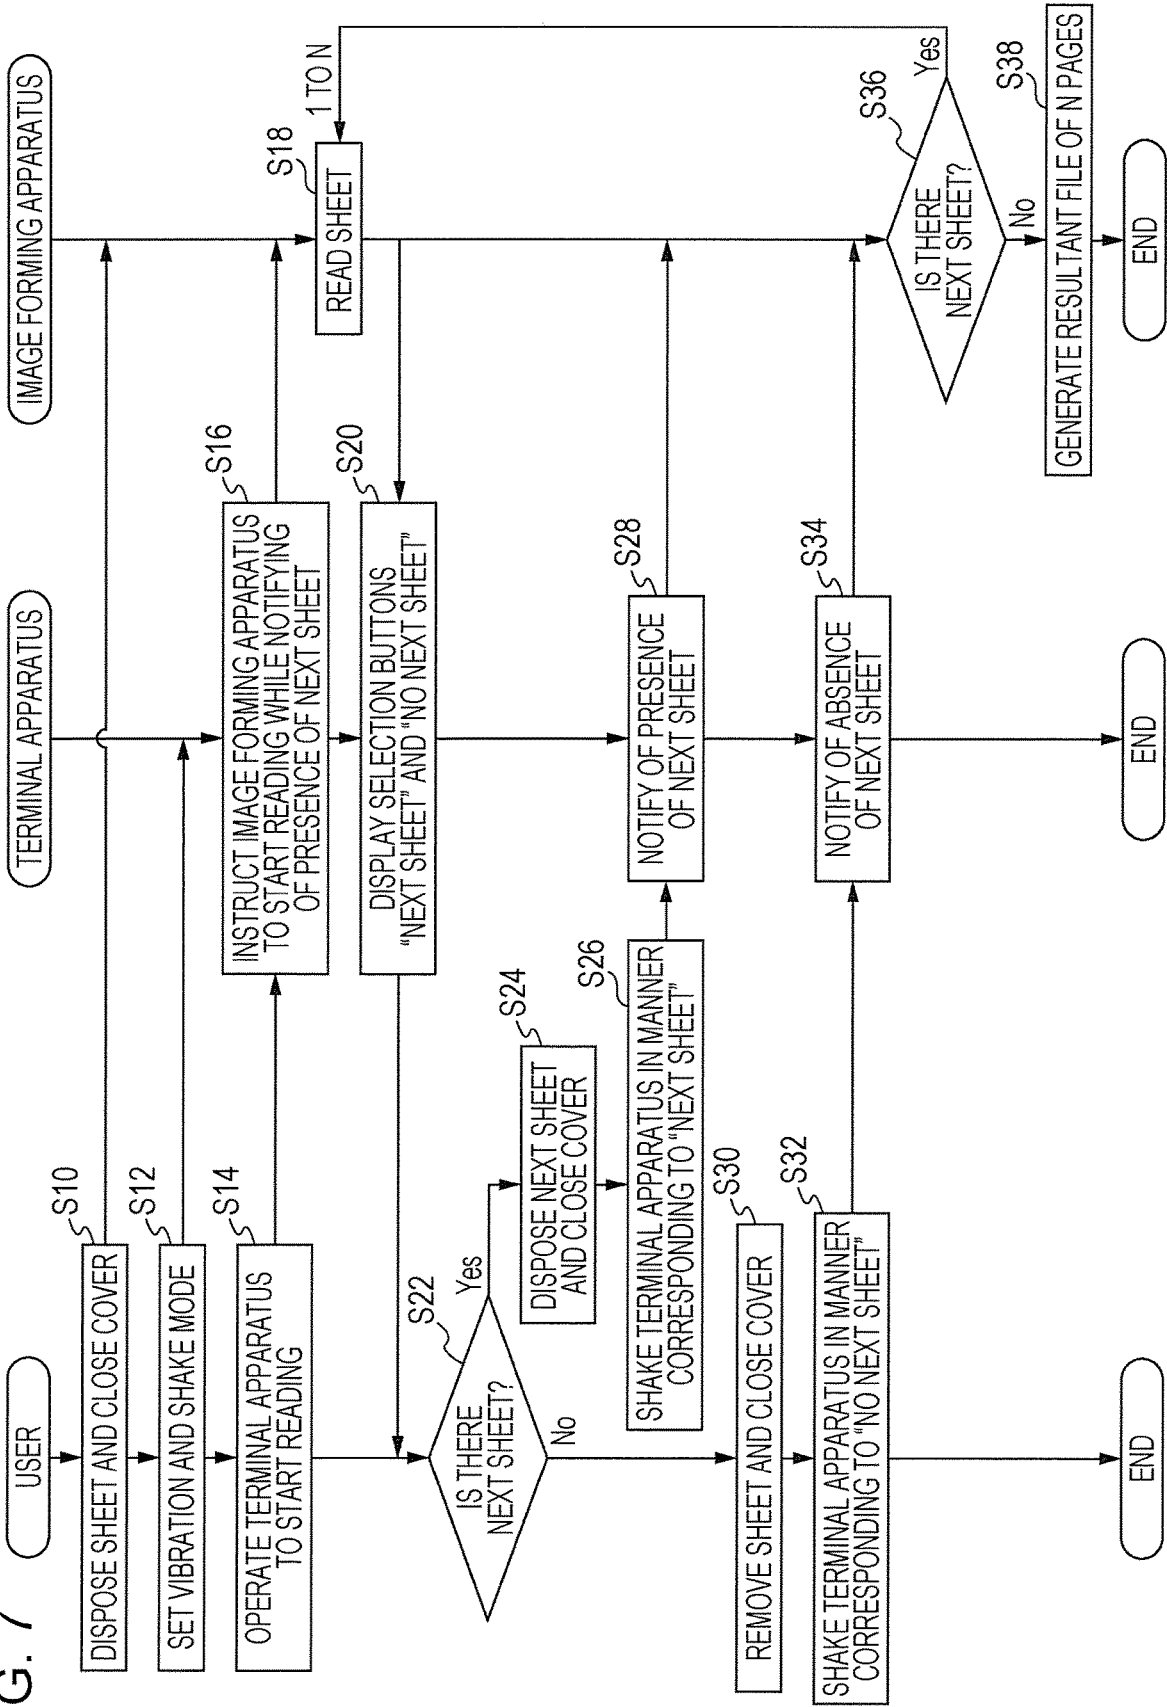 G. 7
USER
TERMINAL APPARATUS
IMAGE FORMING APPARATUS
S10
DISPOSE SHEET AND CLOSE COVER
S12
SET VIBRATION AND SHAKE MODE
S14
OPERATE TERMINAL APPARATUS
TO START READING
S16
INSTRUCT IMAGE FORMING APPARATUS
TO START READING WHILE NOTIFYING
OF PRESENCE OF NEXT SHEET
S18
1 TO N
READ SHEET
S20
DISPLAY SELECTION BUTTONS
“NEXT SHEET” AND “NO NEXT SHEET”
S22
IS THERE
NEXT SHEET?
Yes
No
S24
DISPOSE NEXT SHEET
AND CLOSE COVER
S26
SHAKE TERMINAL APPARATUS IN MANNER
CORRESPONDING TO “NEXT SHEET”
S28
NOTIFY OF PRESENCE
OF NEXT SHEET
S30
REMOVE SHEET AND CLOSE COVER
S32
SHAKE TERMINAL APPARATUS IN MANNER
CORRESPONDING TO “NO NEXT SHEET”
S34
NOTIFY OF ABSENCE
OF NEXT SHEET
S36
IS THERE
NEXT SHEET?
Yes
No
S38
GENERATE RESULTANT FILE OF N PAGES
END
END
END